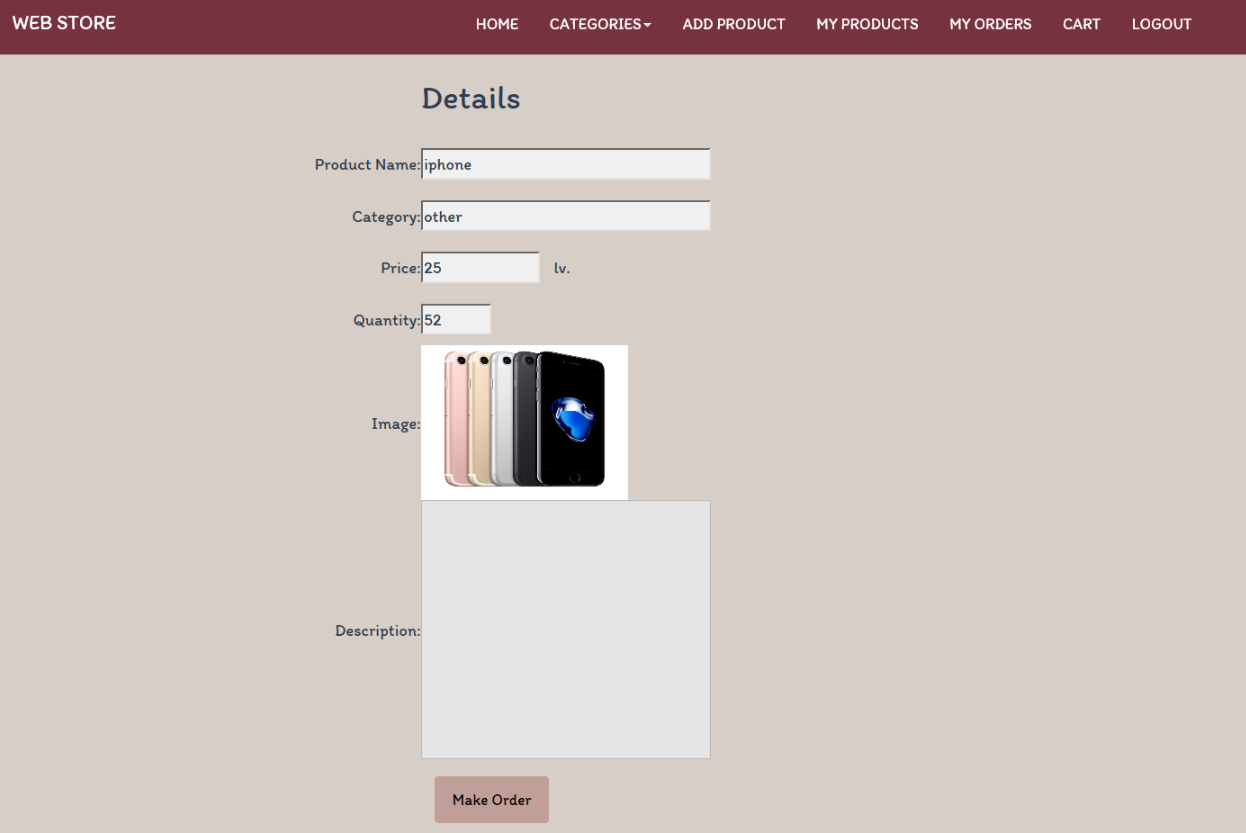 WEB STORE
HOME CATEGORIES ADD PRODUCT MY PRODUCTS MY ORDERS CART LOGOUT
Details
Product Name: iphone
Category: other
Price: 25 lv.
Quantity: 52
Image:
Description:
Make Order